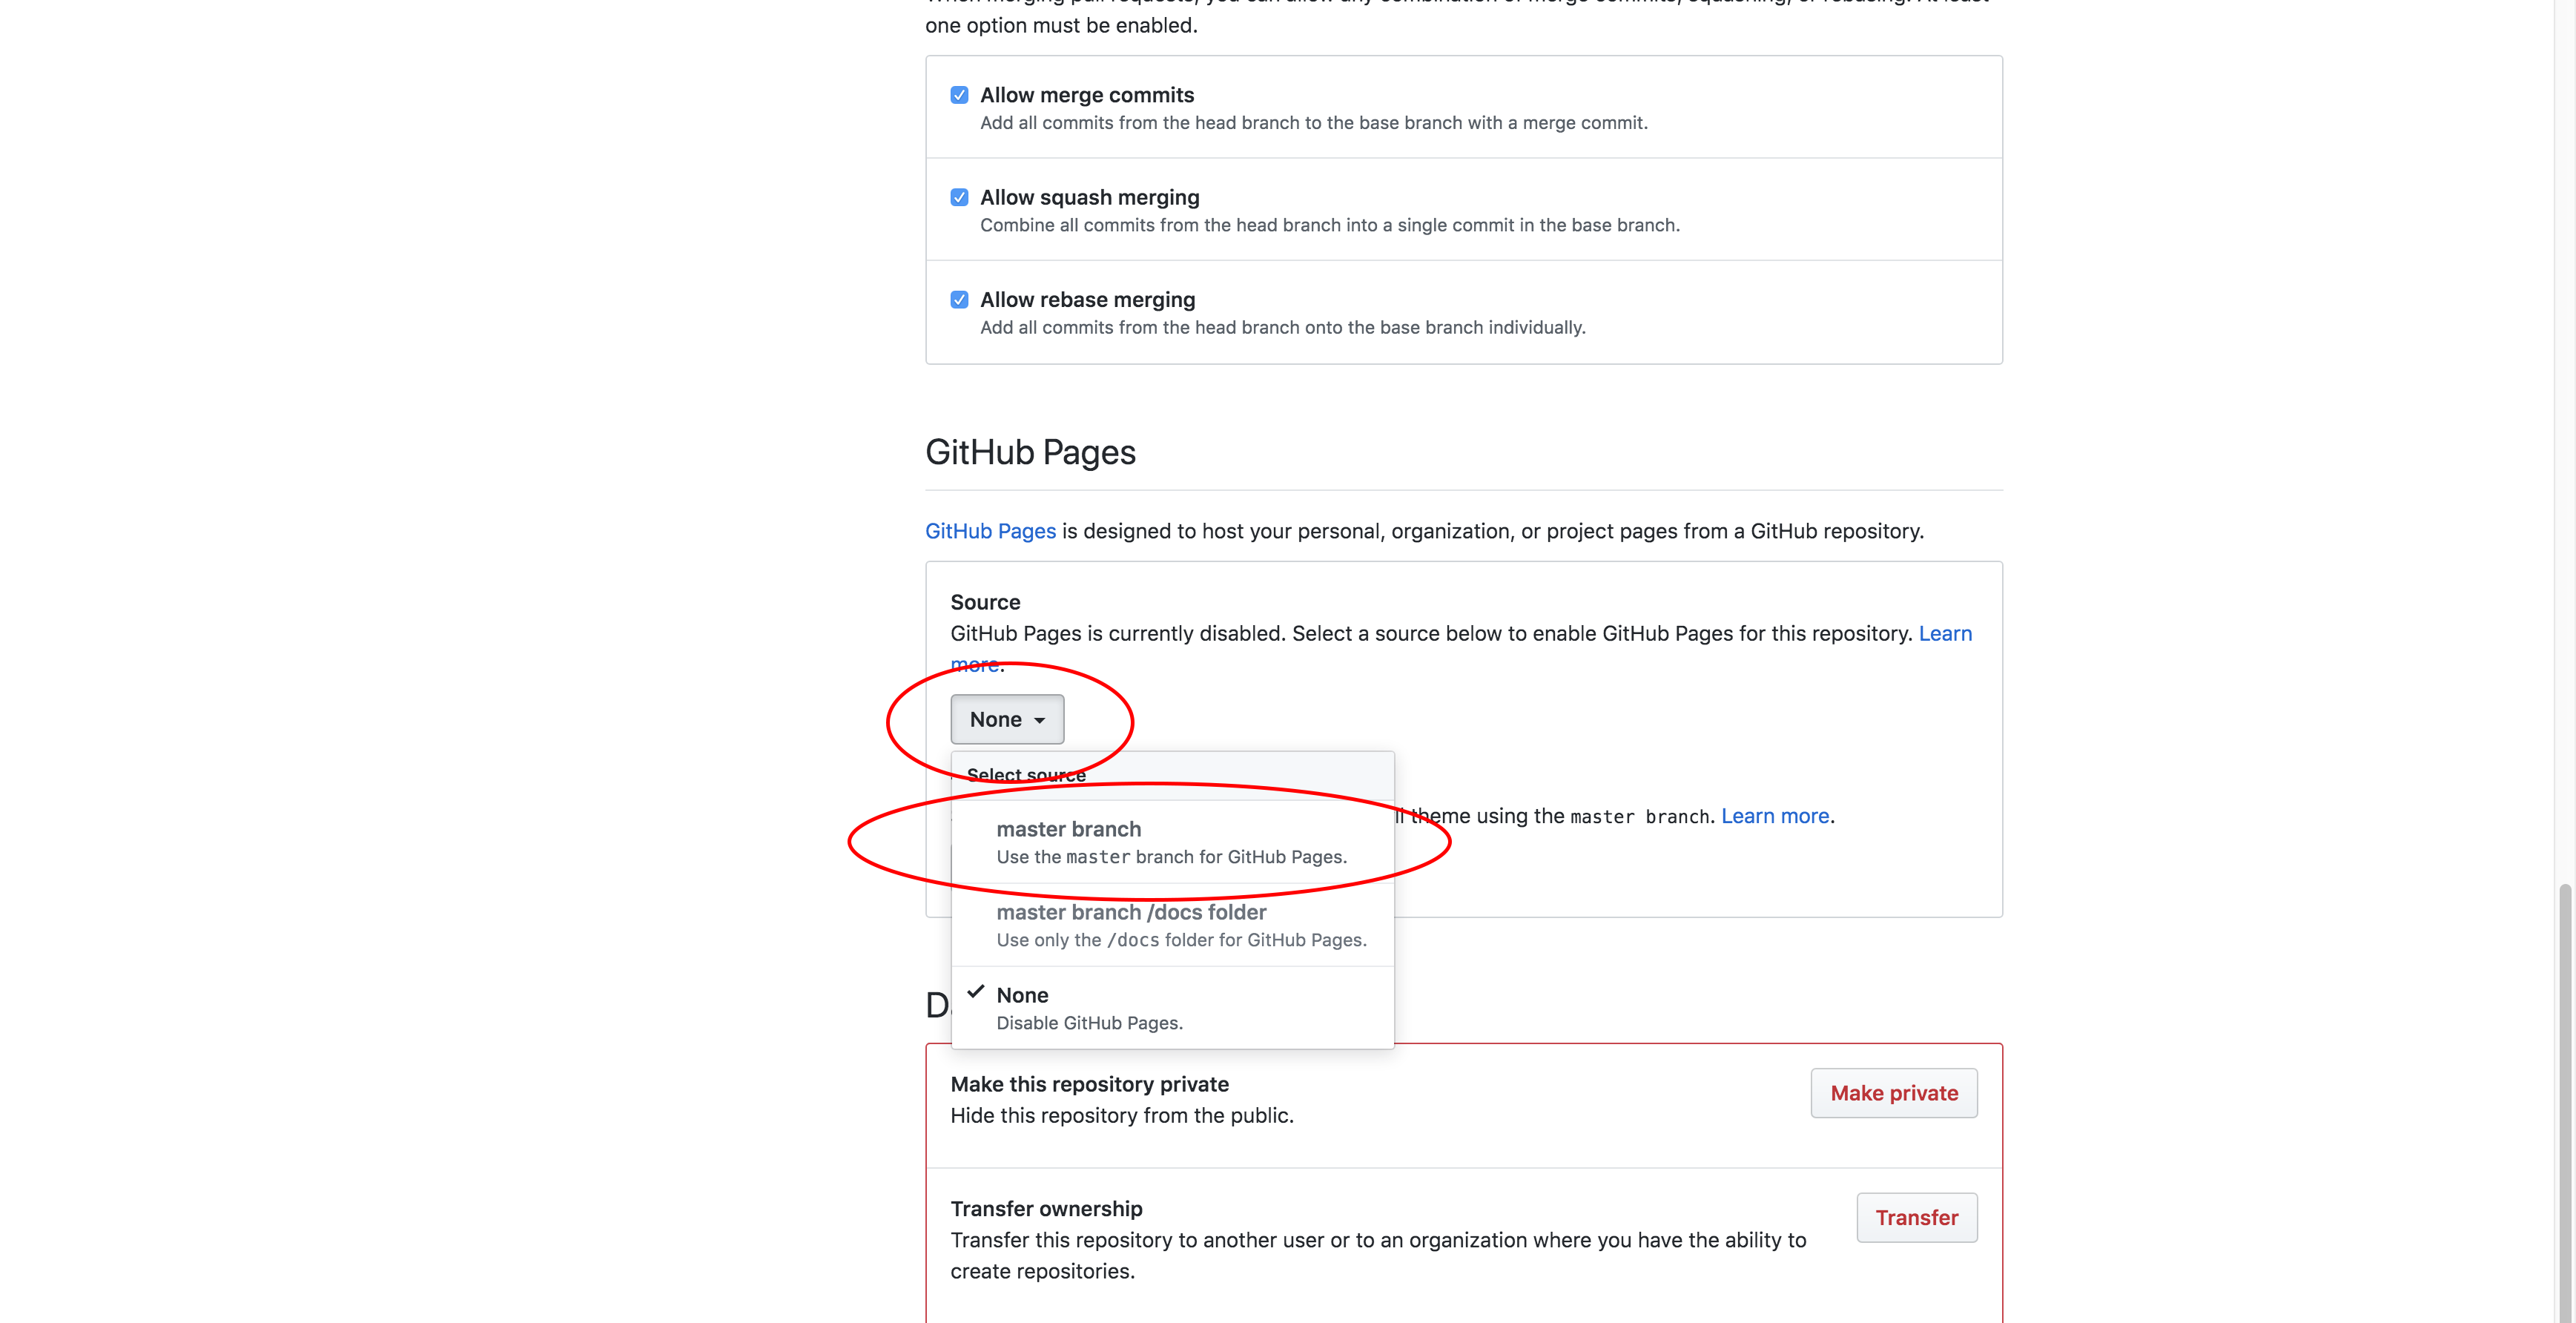 one option must be enabled.
Allow merge commits
Add all commits from the head branch to the base branch with a merge commit.
Allow squash merging
Combine all commits from the head branch into a single commit in the base branch.
Allow rebase merging
Add all commits from the head branch onto the base branch individually.
GitHub Pages
GitHub Pages is designed to host your personal, organization, or project pages from a GitHub repository.
Source
GitHub Pages is currently disabled. Select a source below to enable GitHub Pages for this repository. Learn
more.
None
Select source
theme using the master branch. Learn more.
master branch
Use the master branch for GitHub Pages.
master branch /docs folder
Use only the /docs folder for GitHub Pages.
None
Disable GitHub Pages.
Make this repository private
Hide this repository from the public.
Make private
Transfer ownership
Transfer this repository to another user or to an organization where you have the ability to
create repositories.
Transfer